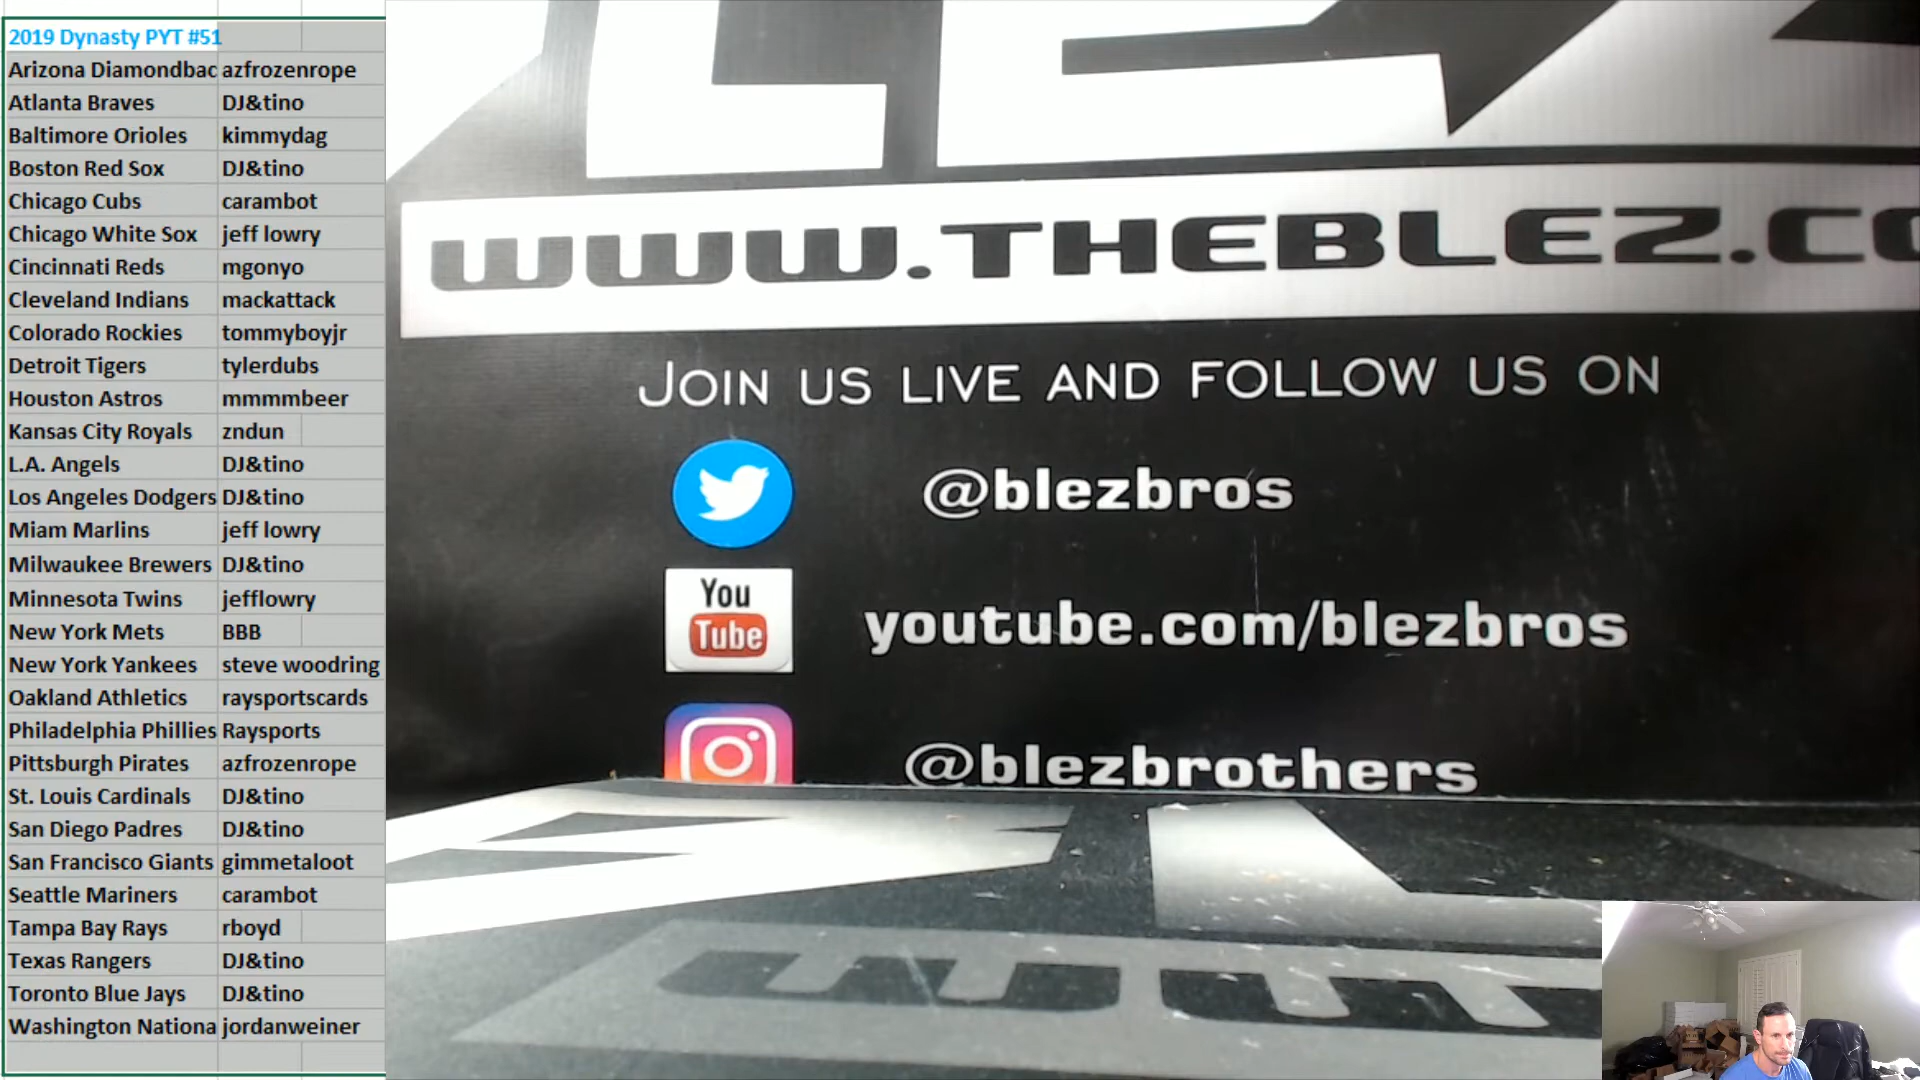 2019 Dynasty PYT #51
Arizona Diamondbac azfrozenrope
Atlanta Braves DJ&tino
Baltimore Orioles kimmydag
Boston Red Sox DJ&tino
Chicago Cubs carambot
Chicago White Sox jeff lowry
Cincinnati Reds mgonyo
Cleveland Indians mackattack
Colorado Rockies tommyboyjr
Detroit Tigers tylerdubs
Houston Astros mmmmbeer
Kansas City Royals zndun
L.A. Angels DJ&tino
Los Angeles Dodgers DJ&tino
Miam Marlins jeff lowry
Milwaukee Brewers DJ&tino
Minnesota Twins jefflowry
New York Mets BBB
New York Yankees steve woodring
Oakland Athletics raysportscards
Philadelphia Phillies Raysports
Pittsburgh Pirates azfrozenrope
St. Louis Cardinals DJ&tino
San Diego Padres DJ&tino
San Francisco Giants gimmetaloot
Seattle Mariners carambot
Tampa Bay Rays rboyd
Texas Rangers DJ&tino
Toronto Blue Jays DJ&tino
Washington Nationa jordanweiner
WWW.THEBLEZ.CO
JOIN US LIVE AND FOLLOW US ON
@blezbros
You
Tube
youtube.com/blezbros
@blezbrothers